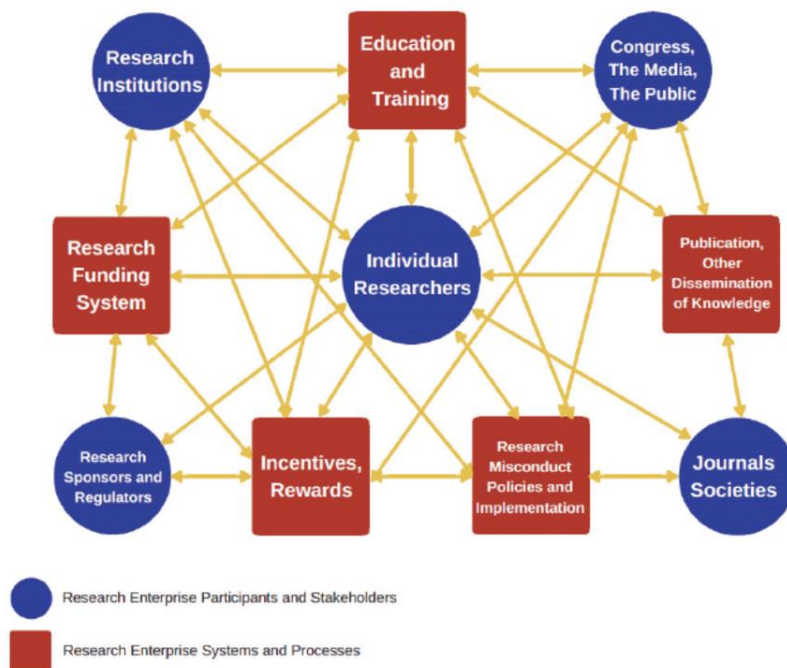 Research
Institutions
Education
and
Training
Congress,
The Media,
The Public
Research
Funding
System
Individual
Researchers
Publication,
Other
Dissemination
of Knowledge
Research
Sponsors and
Regulators
Incentives,
Rewards
Research
Misconduct
Policies and
Implementation
Journals
Societies
Research Enterprise Participants and Stakeholders
Research Enterprise Systems and Processes